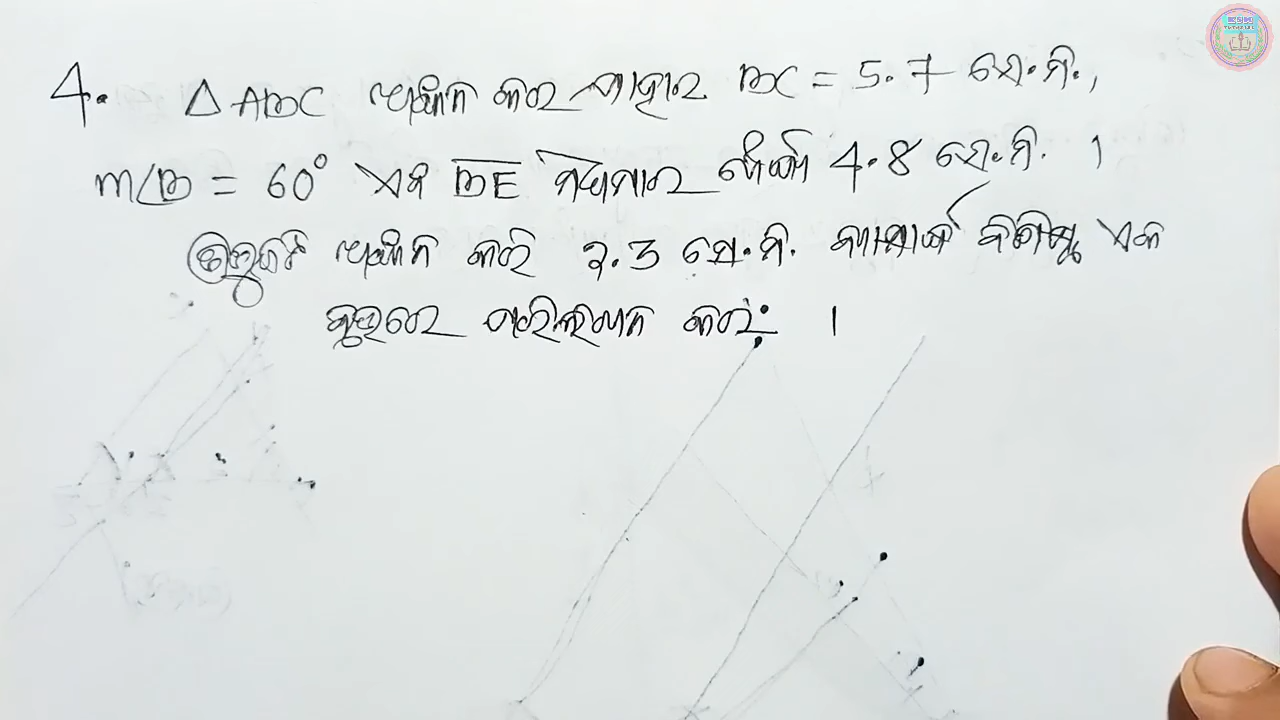 4. △ABC ଅଙ୍କନ କର ଯାହାର BC = 5.7 ସେ.ମି.,
m∠B = 60° ଏବଂ BE ମଧ୍ୟମାର ଦୈର୍ଘ୍ୟ 4.8 ସେ.ମି. ।
ତ୍ରିଭୁଜଟି ଅଙ୍କନ କରି ୨.3 ସେ.ମି. ବ୍ୟାସାର୍ଦ୍ଧ ବିଶିଷ୍ଟ ଏକ
ବୃତ୍ତରେ ପରିଲିଖନ କର ।